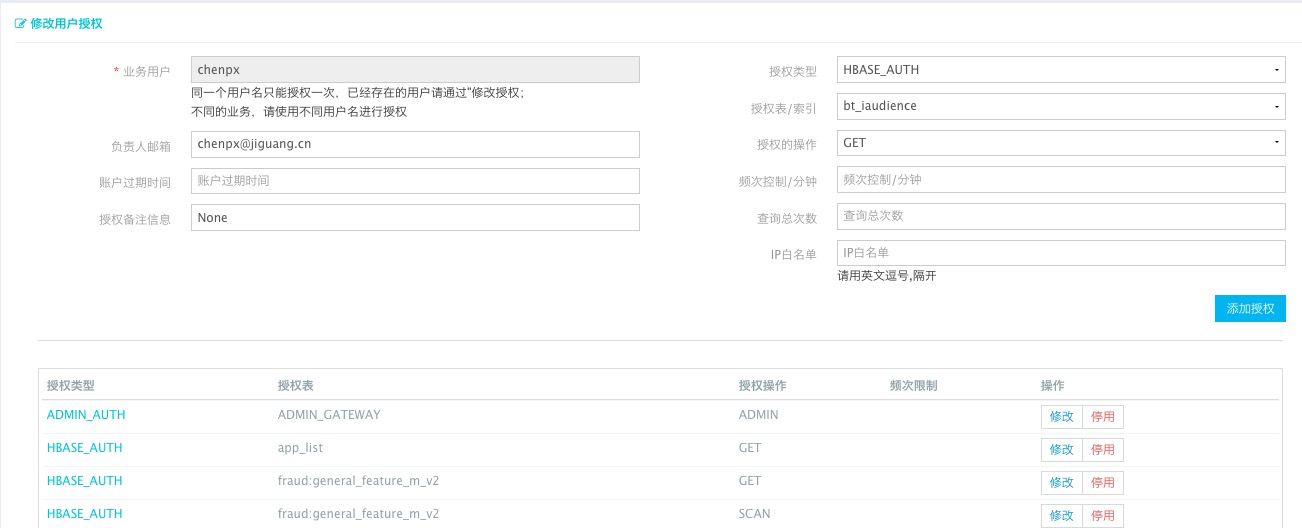 修改用户授权
* 业务用户
chenpx
同一个用户名只能授权一次，已经存在的用户请通过"修改授权;
不同的业务，请使用不同用户名进行授权
负责人邮箱
chenpx@jiguang.cn
账户过期时间
账户过期时间
授权备注信息
None
授权类型
HBASE_AUTH
授权表/索引
bt_iaudience
授权的操作
GET
频次控制/分钟
频次控制/分钟
查询总次数
查询总次数
IP白名单
IP白名单
请用英文逗号,隔开
添加授权
授权类型 授权表 授权操作 频次限制 操作
ADMIN_AUTH ADMIN_GATEWAY ADMIN 修改 停用
HBASE_AUTH app_list GET 修改 停用
HBASE_AUTH fraud:general_feature_m_v2 GET 修改 停用
HBASE_AUTH fraud:general_feature_m_v2 SCAN 修改 停用